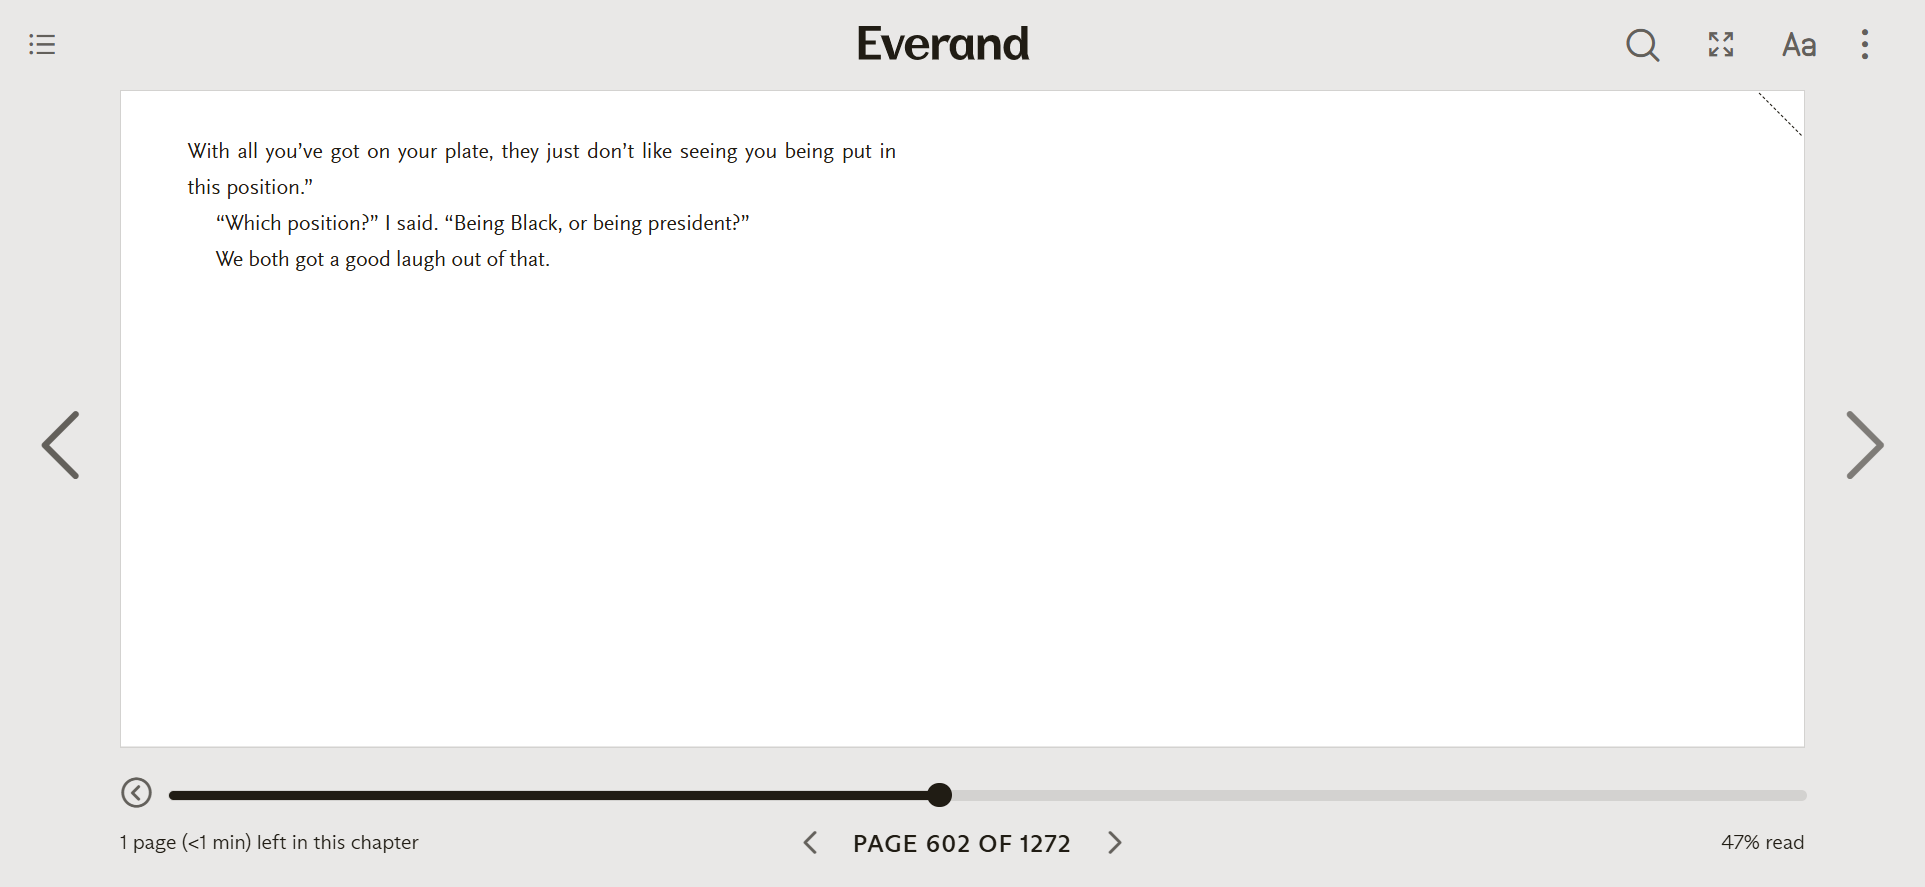 Everand
Aa
With all you’ve got on your plate, they just don’t like seeing you being put in
this position.”
“Which position?” I said. “Being Black, or being president?”
We both got a good laugh out of that.
1 page (<1 min) left in this chapter
PAGE 602 OF 1272
47% read